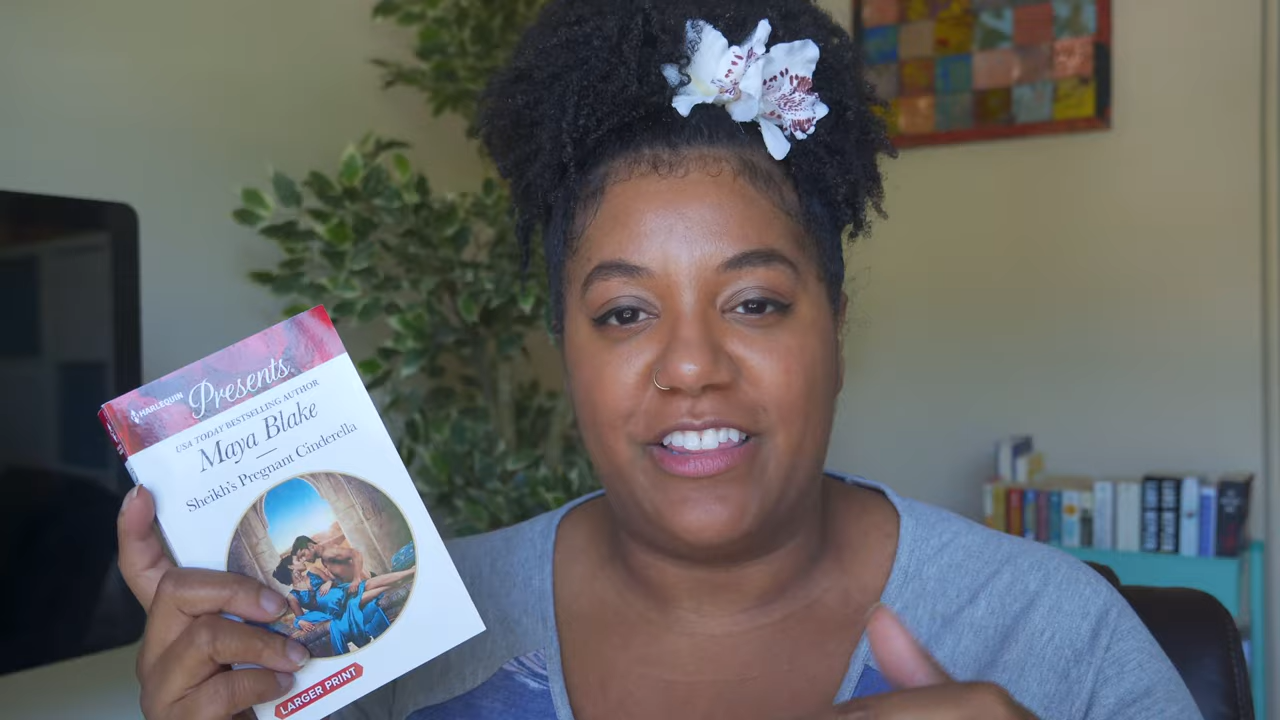 HARLEQUIN Presents
USA TODAY BESTSELLING AUTHOR
Maya Blake
Sheikh's Pregnant Cinderella
LARGER PRINT